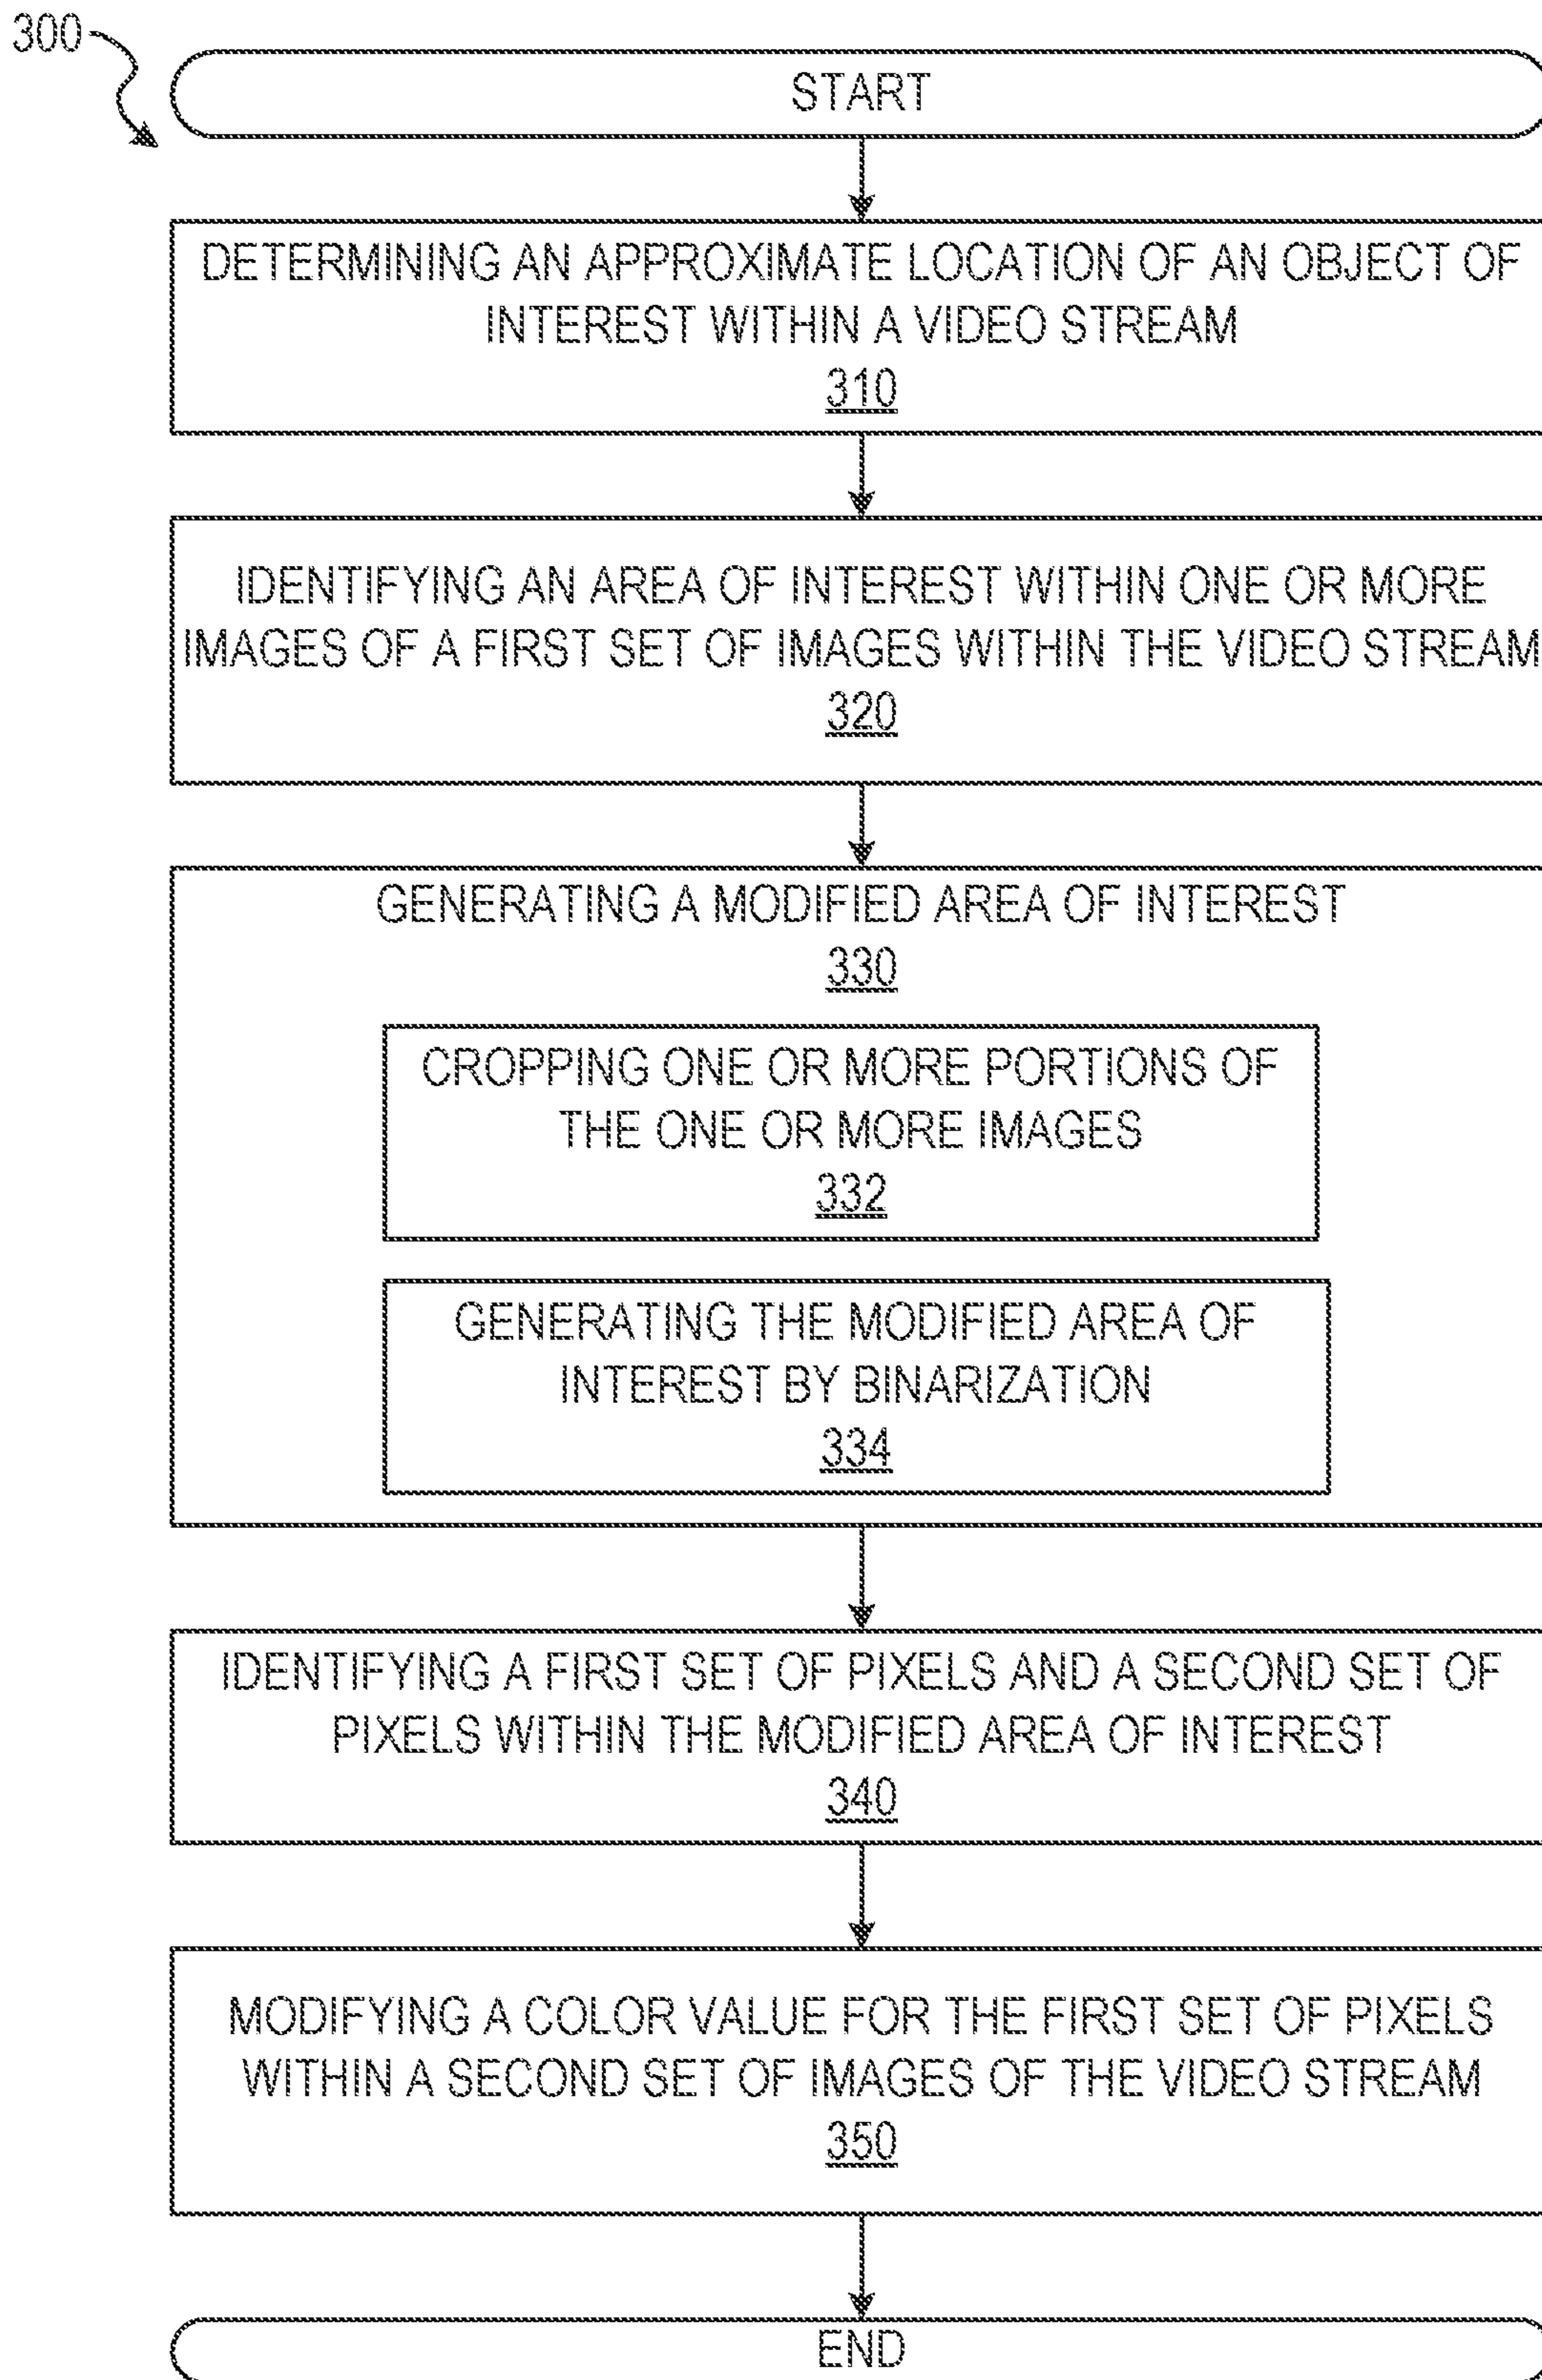 300
START
DETERMINING AN APPROXIMATE LOCATION OF AN OBJECT OF
INTEREST WITHIN A VIDEO STREAM
310
IDENTIFYING AN AREA OF INTEREST WITHIN ONE OR MORE
IMAGES OF A FIRST SET OF IMAGES WITHIN THE VIDEO STREAM
320
GENERATING A MODIFIED AREA OF INTEREST
330
CROPPING ONE OR MORE PORTIONS OF
THE ONE OR MORE IMAGES
332
GENERATING THE MODIFIED AREA OF
INTEREST BY BINARIZATION
334
IDENTIFYING A FIRST SET OF PIXELS AND A SECOND SET OF
PIXELS WITHIN THE MODIFIED AREA OF INTEREST
340
MODIFYING A COLOR VALUE FOR THE FIRST SET OF PIXELS
WITHIN A SECOND SET OF IMAGES OF THE VIDEO STREAM
350
END